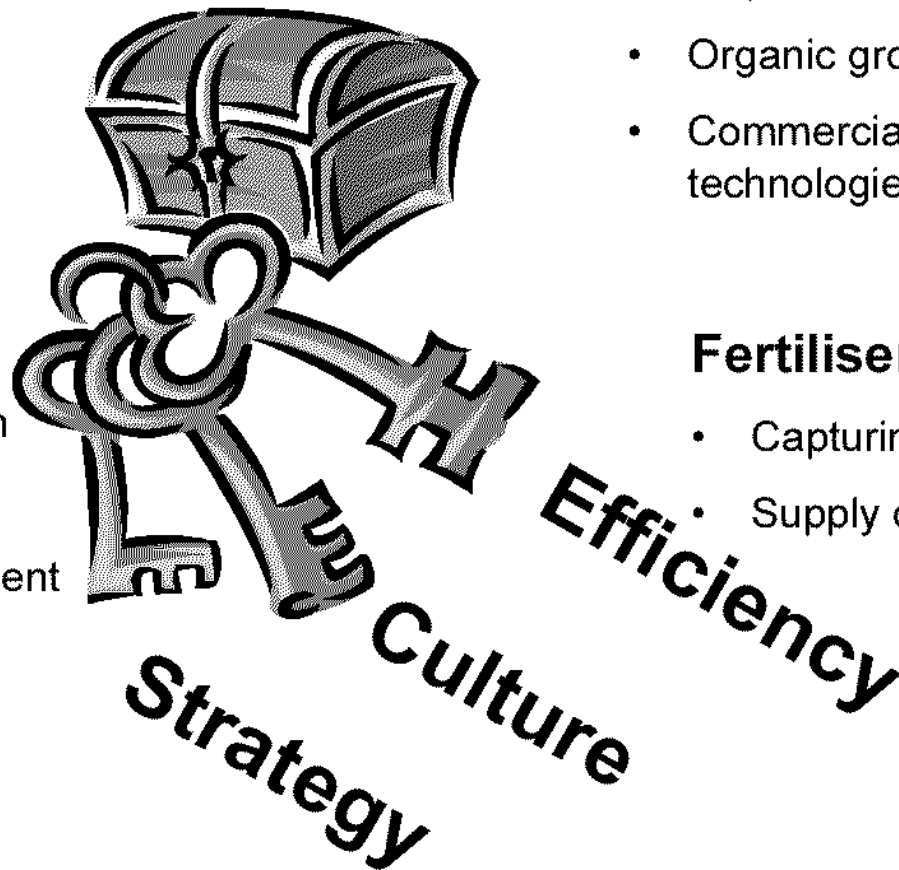 • Organic gro
• Commercia
technologie
Fertiliser
• Capturin
• Supply
ent
Efficiency
Culture
Strategy